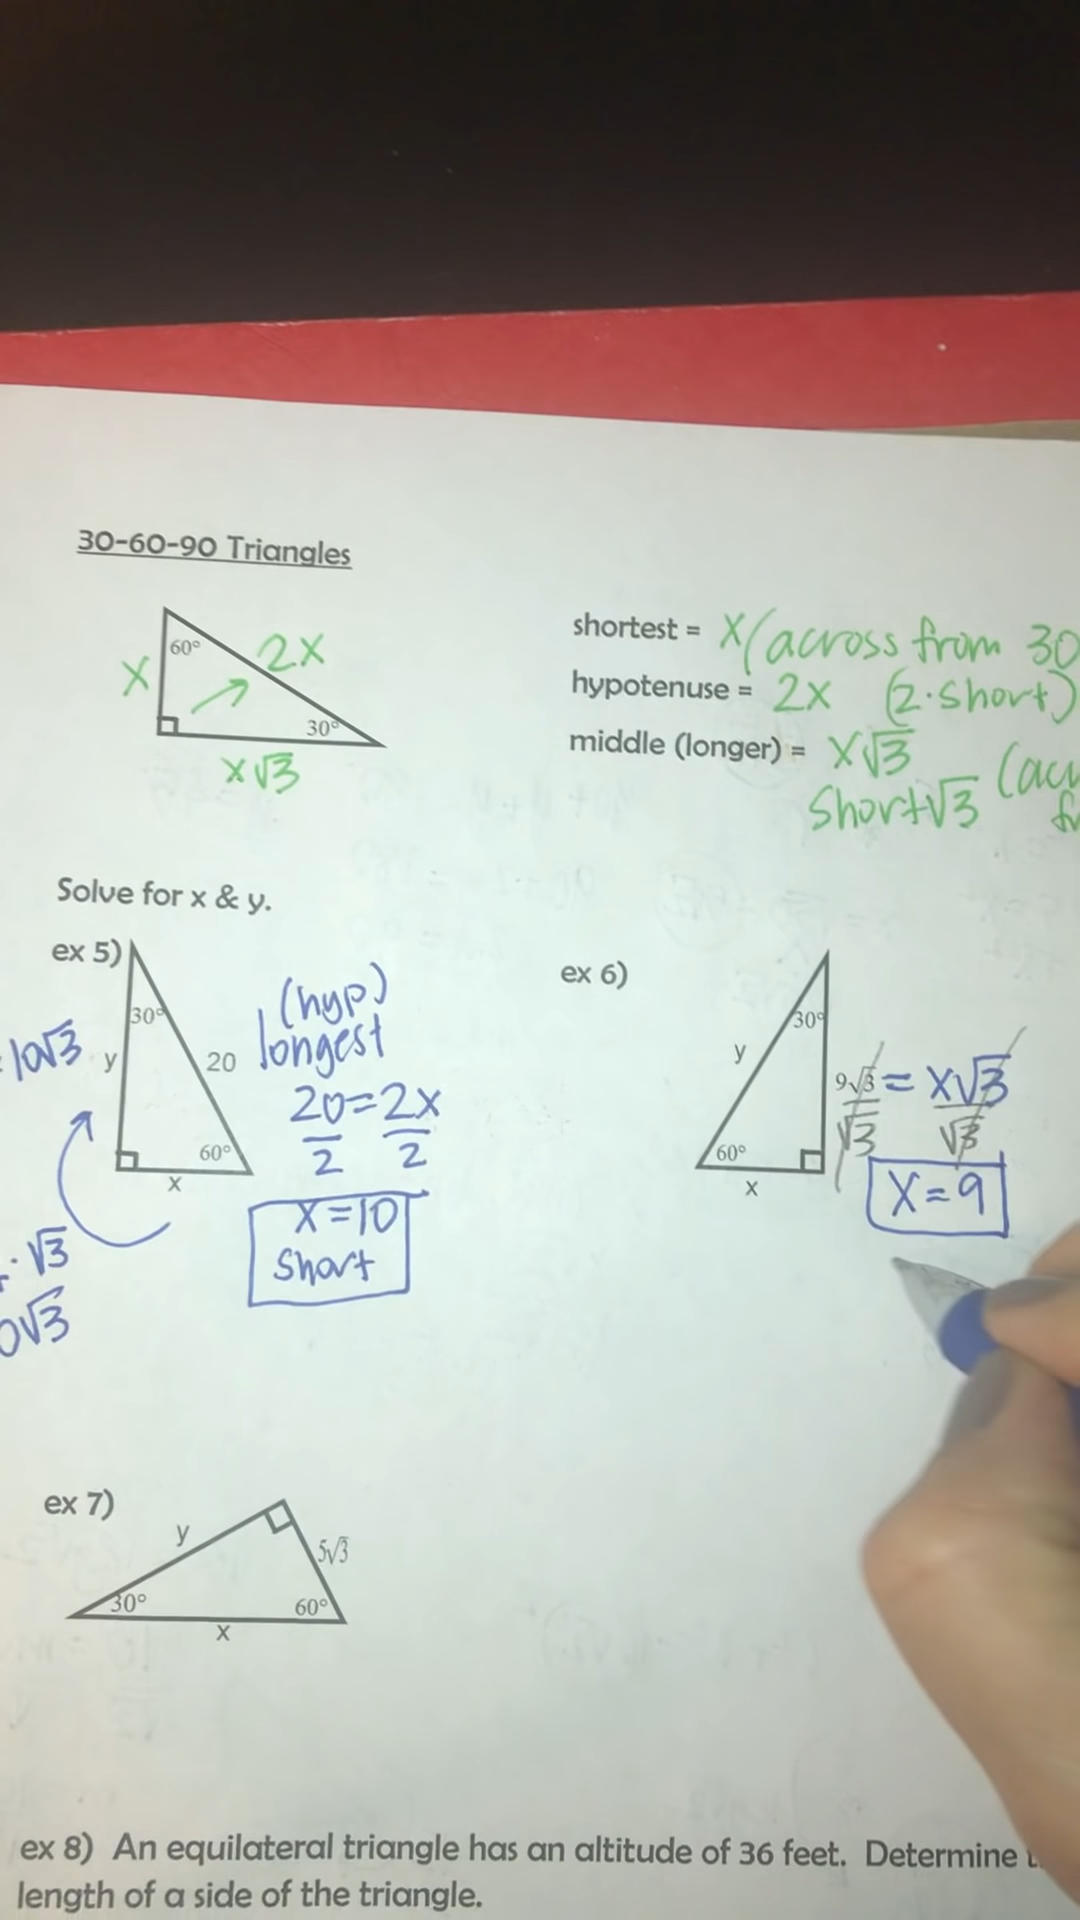 30-60-90 Triangles
60°
2X
X
30°
X√3
shortest = X (across from 30
hypotenuse = 2X (2·short)
middle (longer) = X√3
Short√3
Solve for x & y.
ex 5)
30°
10√3
y
20
60°
x
(hyp)
longest
20=2X
2 2
X=10
Short
·√3
0√3
ex 6)
30°
y
9√3 = X√3
√3 √3
60°
x
X=9
ex 7)
y
5√3
30°
60°
x
ex 8) An equilateral triangle has an altitude of 36 feet. Determine
length of a side of the triangle.